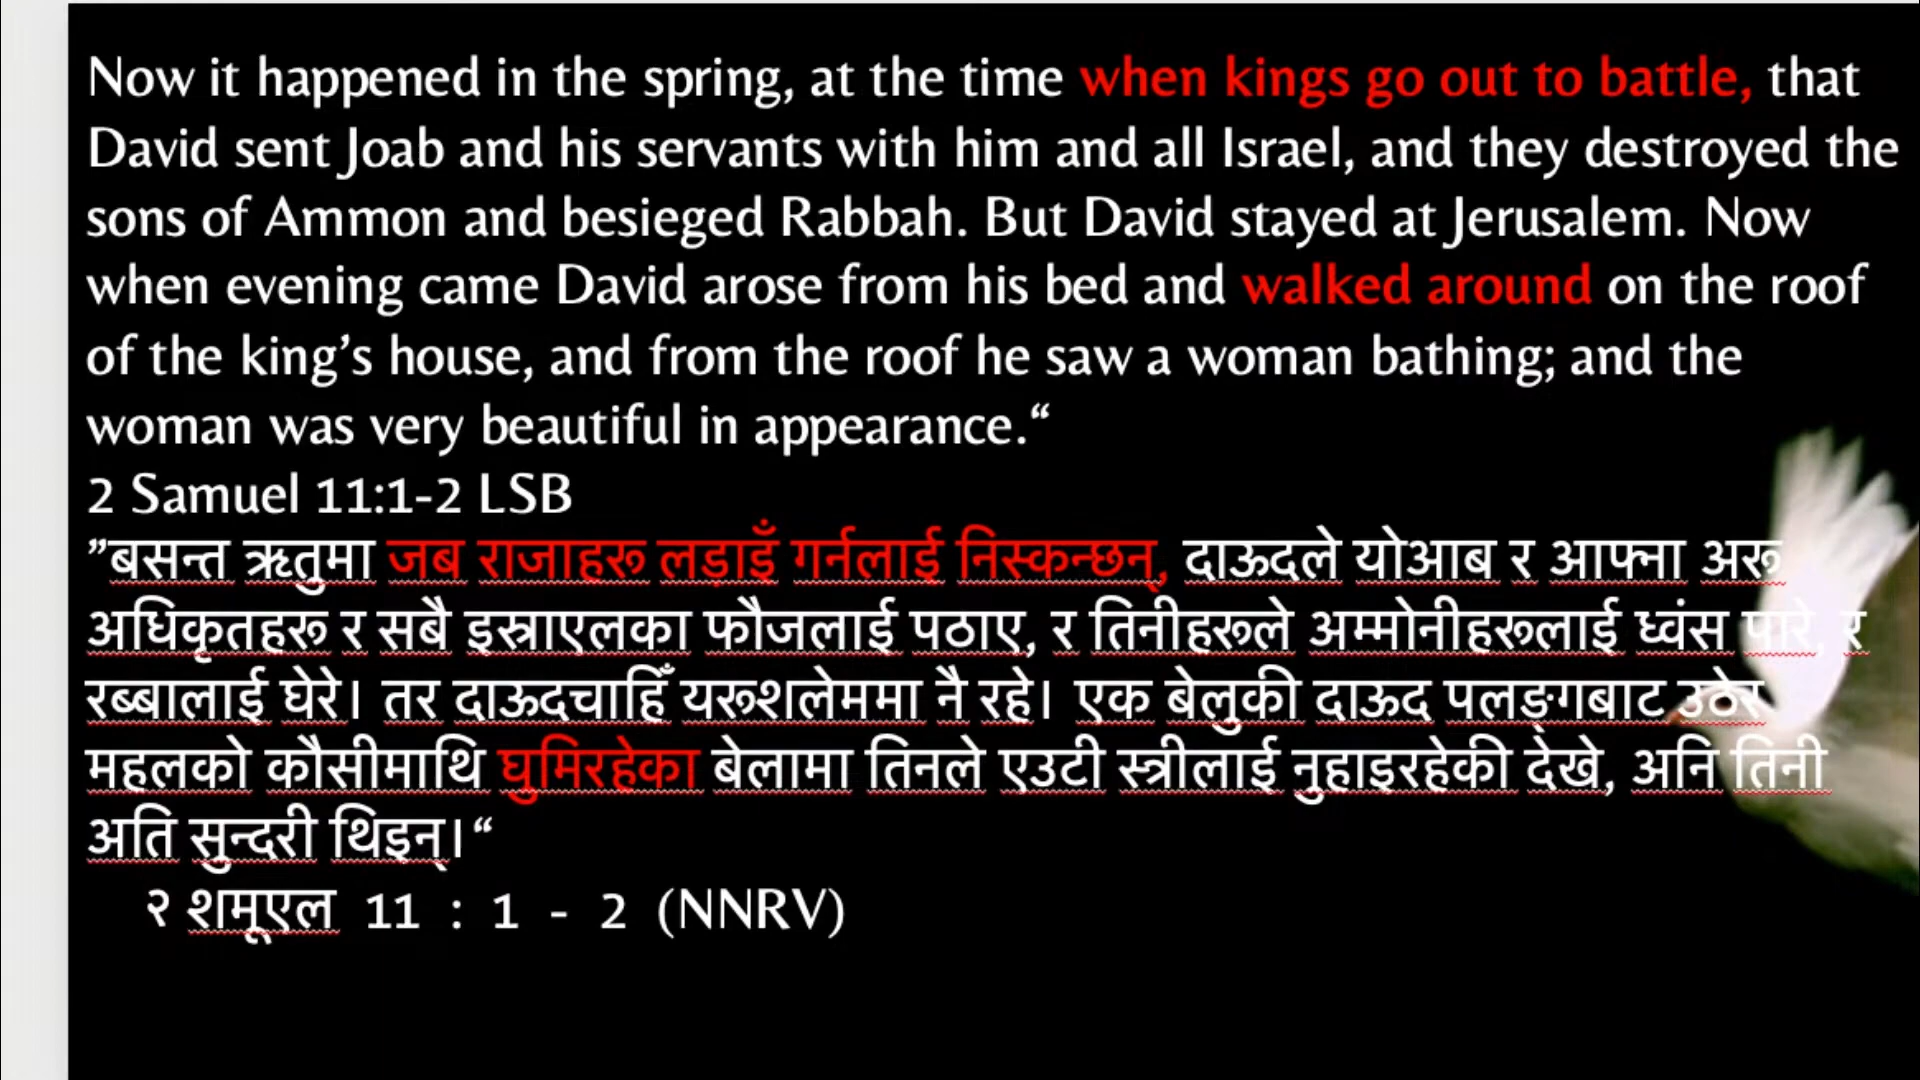 Now it happened in the spring, at the time when kings go out to battle, that
David sent Joab and his servants with him and all Israel, and they destroyed the
sons of Ammon and besieged Rabbah. But David stayed at Jerusalem. Now
when evening came David arose from his bed and walked around on the roof
of the king’s house, and from the roof he saw a woman bathing; and the
woman was very beautiful in appearance.“
2 Samuel 11:1-2 LSB
”बसन्त ऋतुमा जब राजाहरू लड़ाइँ गर्नलाई निस्कन्छन्, दाऊदले योआब र आफ्ना अरू
अधिकृतहरू र सबै इस्राएलका फौजलाई पठाए, र तिनीहरूले अम्मोनीहरूलाई ध्वंस पारे, र
रब्बालाई घेरे। तर दाऊदचाहिँ यरूशलेममा नै रहे। एक बेलुकी दाऊद पलङ्गबाट उठेर
महलको कौसीमाथि घुमिरहेका बेलामा तिनले एउटी स्त्रीलाई नुहाइरहेकी देखे, अनि तिनी
अति सुन्दरी थिइन्।“
२ शमूएल 11 : 1 - 2 (NNRV)